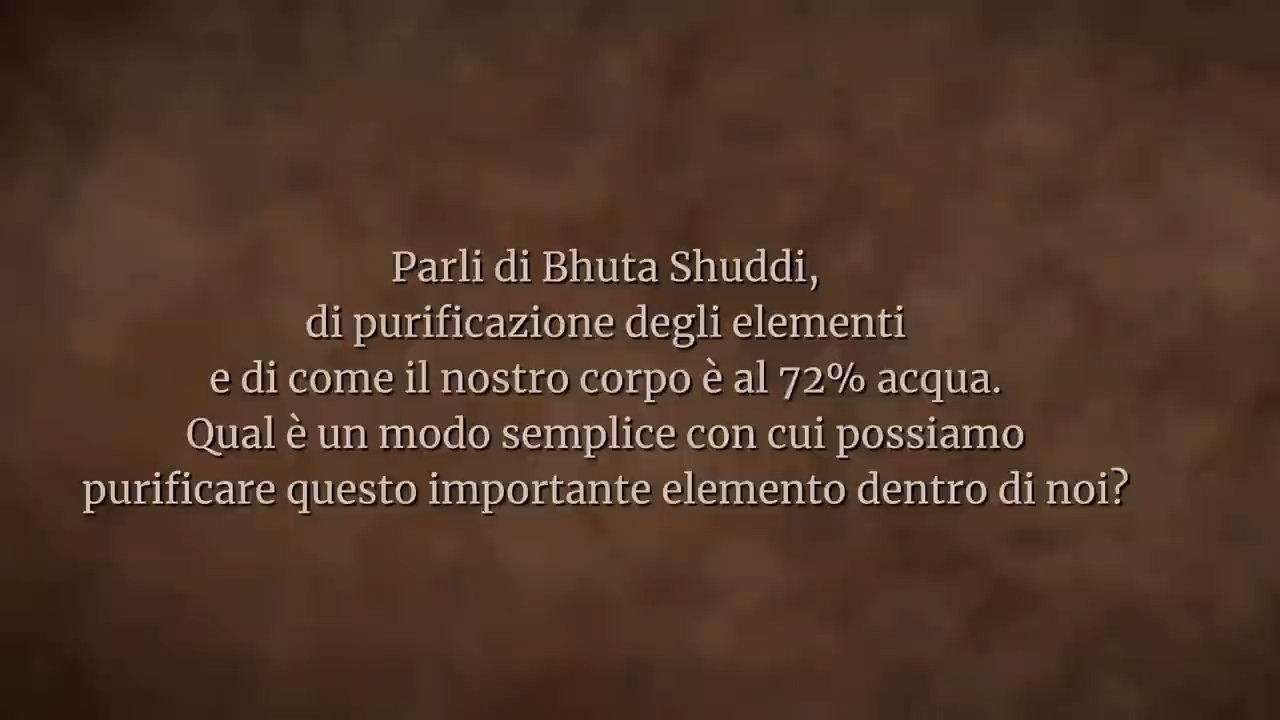 Parli di Bhuta Shuddi,
di purificazione degli elementi
e di come il nostro corpo è al 72% acqua.
Qual è un modo semplice con cui possiamo
purificare questo importante elemento dentro di noi?